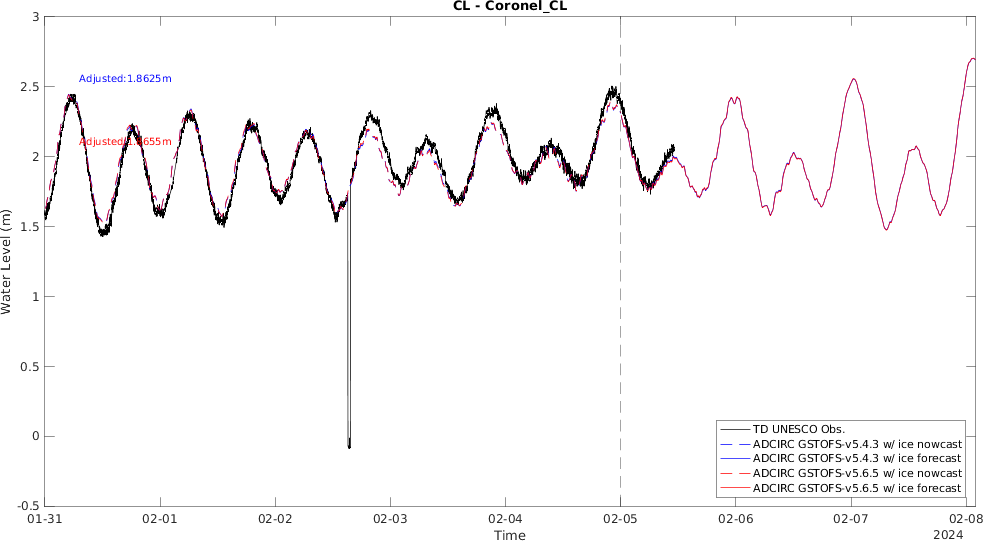 CL - Coronel_CL
3
2.5
2
1.5
1
0.5
0
-0.5
Water Level (m)
Adjusted:1.8625m
TD UNESCO Obs.
ADCIRC GSTOFS-v5.4.3 w/ ice nowcast
ADCIRC GSTOFS-v5.4.3 w/ ice forecast
ADCIRC GSTOFS-v5.6.5 w/ ice nowcast
ADCIRC GSTOFS-v5.6.5 w/ ice forecast
01-31 02-01 02-02 02-03 02-04 02-05 02-06 02-07 02-08
Time
2024